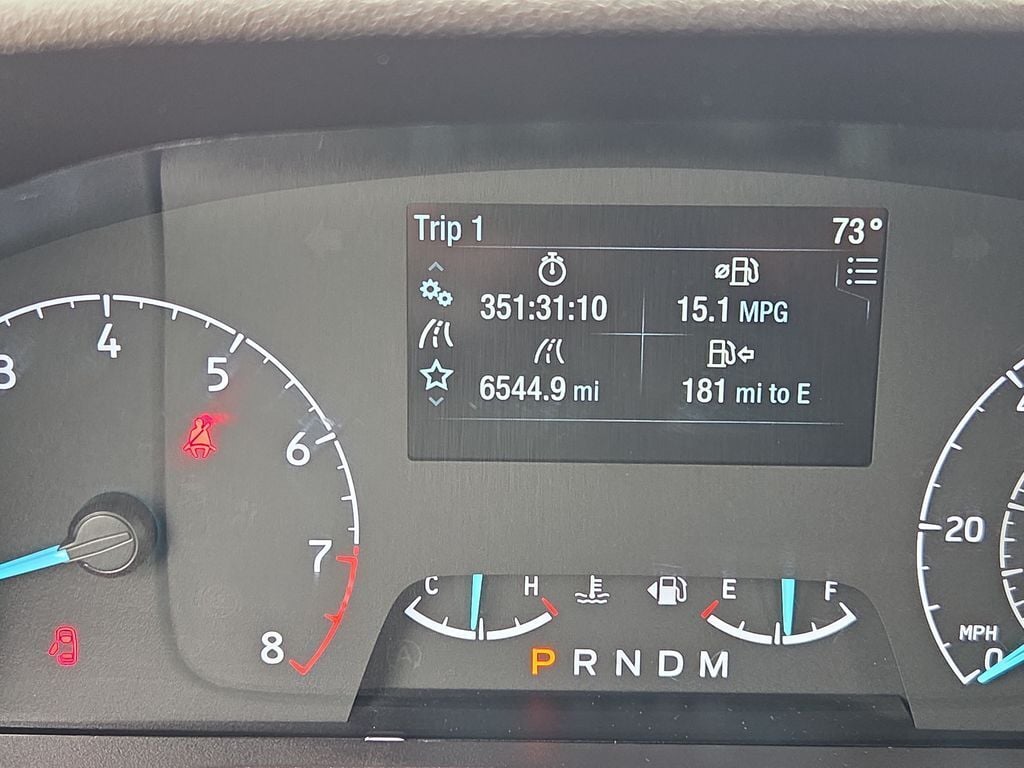 Trip 1 73°
351:31:10 15.1 MPG
6544.9 mi 181 mi to E
3 4 5 6 7 8
C H E F
P R N D M
20
MPH
0